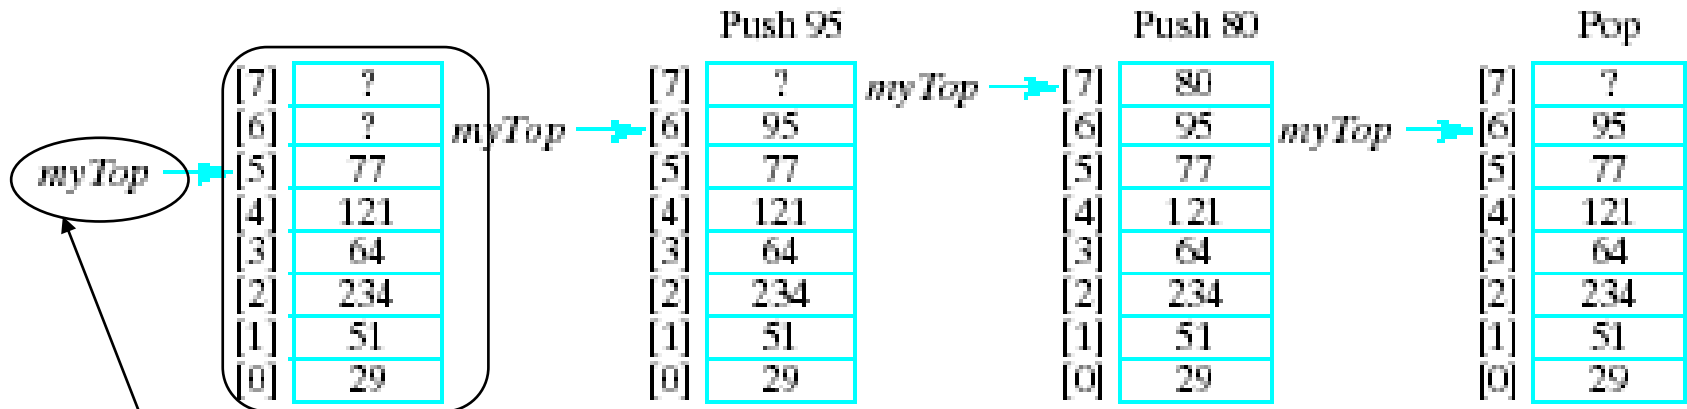 Push 95 Push 80 Pop
[7] ? [7] ? myTop [7] 80 [7] ?
[6] ? myTop [6] 95 [6] 95 myTop [6] 95
myTop [5] 77 [5] 77 [5] 77 [5] 77
[4] 121 [4] 121 [4] 121 [4] 121
[3] 64 [3] 64 [3] 64 [3] 64
[2] 234 [2] 234 [2] 234 [2] 234
[1] 51 [1] 51 [1] 51 [1] 51
[0] 29 [0] 29 [0] 29 [0] 29